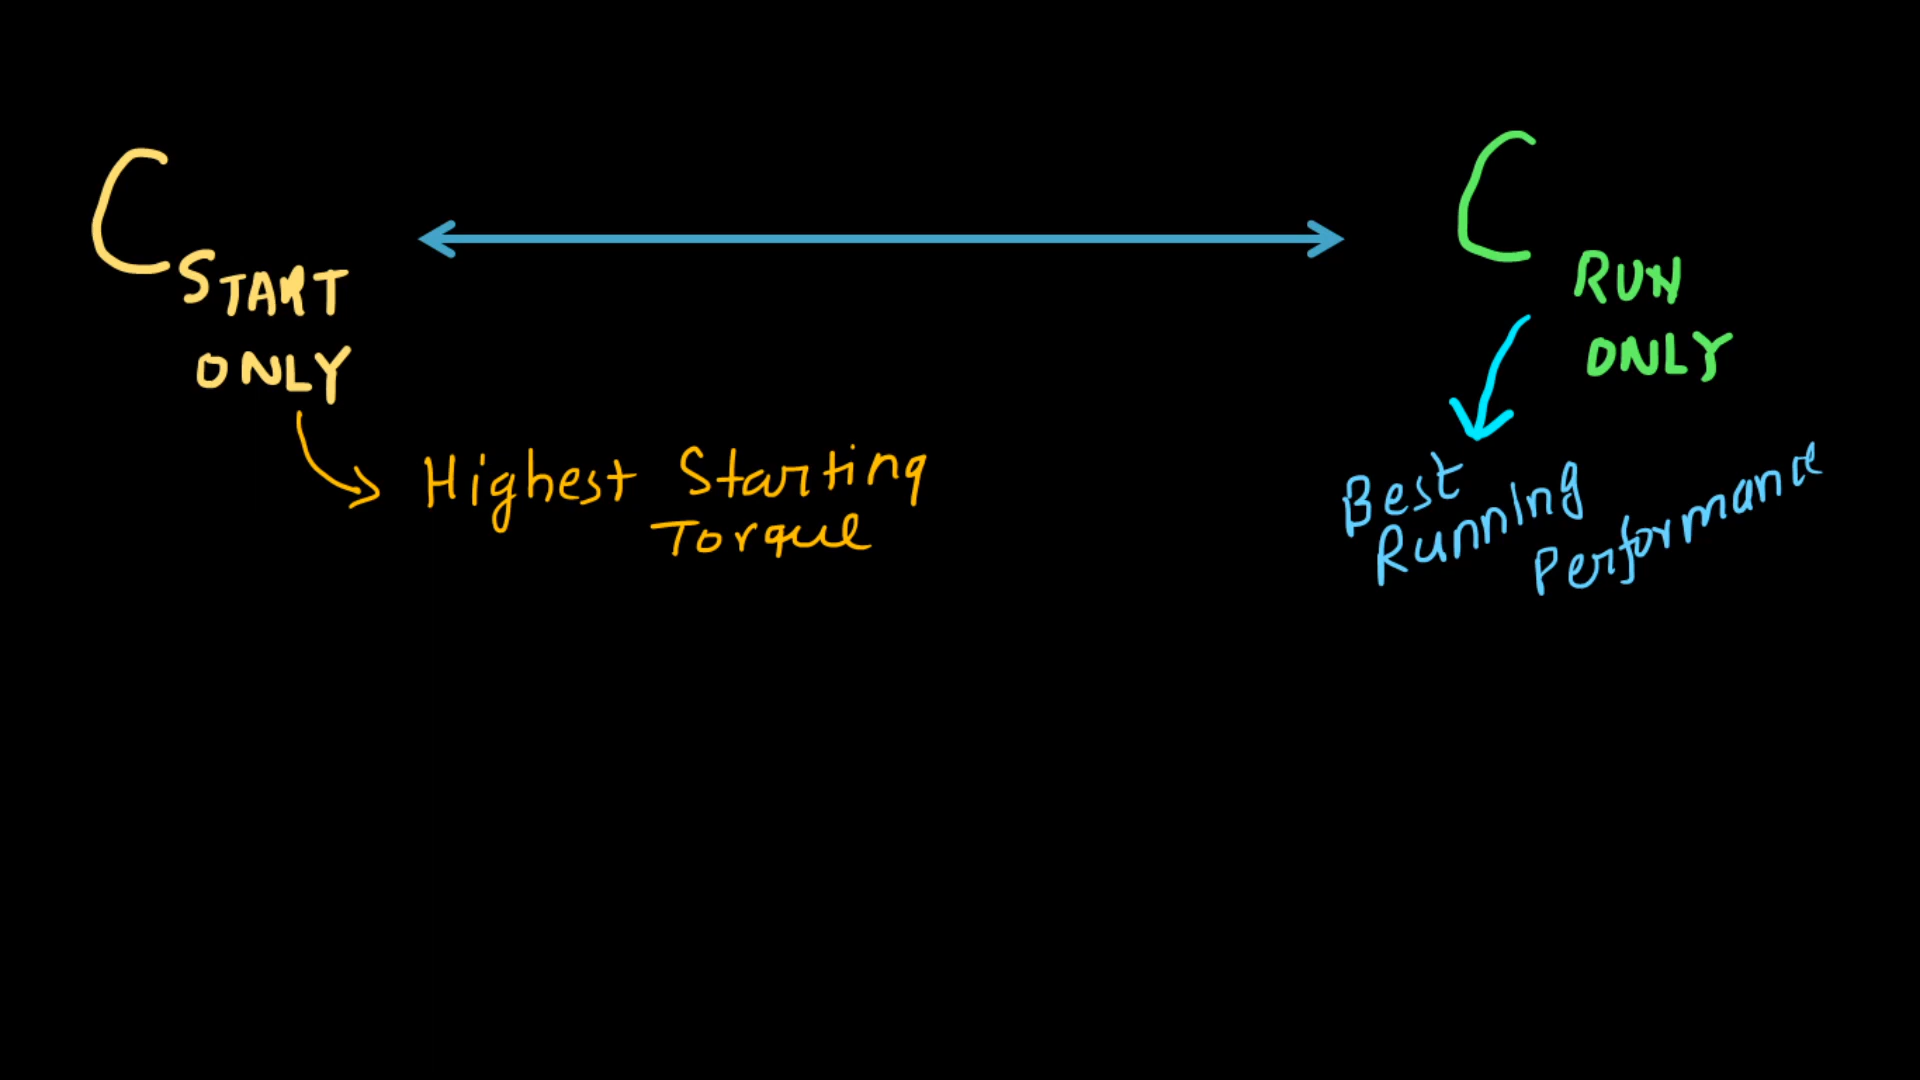 C START
ONLY
C RUN
ONLY
Highest Starting
Torque
Best
Running
Performance